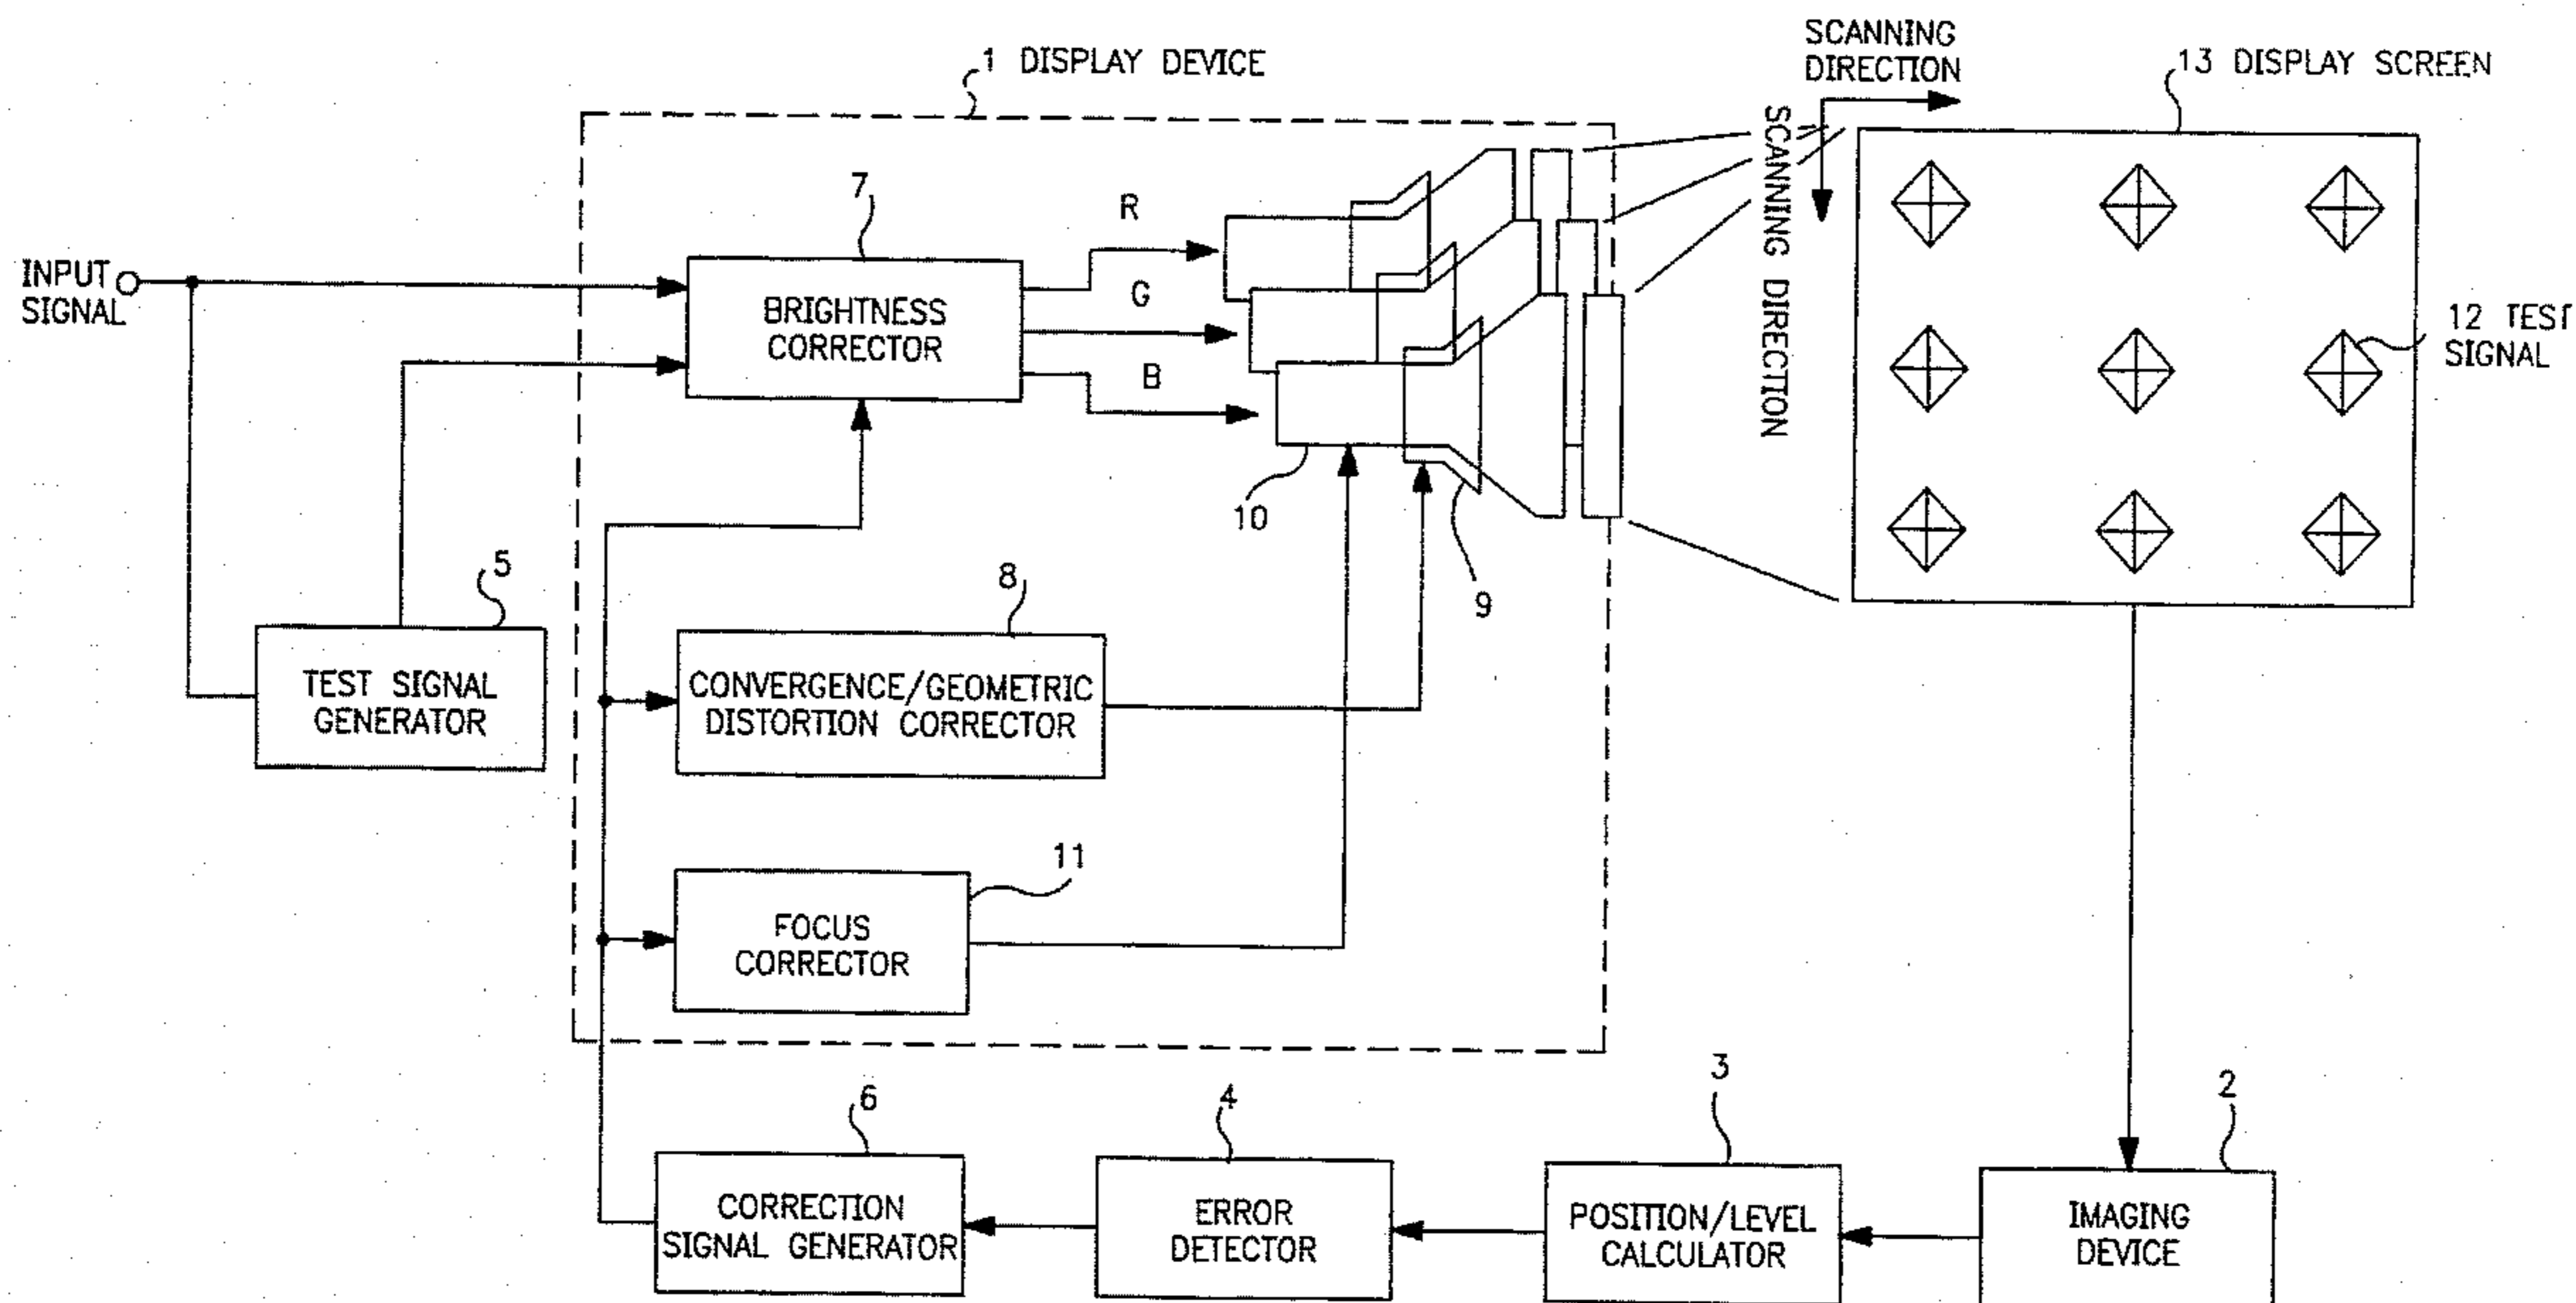 1 DISPLAY DEVICE
SCANNING
DIRECTION
13 DISPLAY SCREEN
SCANNING DIRECTION
INPUT
SIGNAL
7
BRIGHTNESS
CORRECTOR
R
G
B
12 TEST
SIGNAL
10
9
5
TEST SIGNAL
GENERATOR
8
CONVERGENCE/GEOMETRIC
DISTORTION CORRECTOR
11
FOCUS
CORRECTOR
6
CORRECTION
SIGNAL GENERATOR
4
ERROR
DETECTOR
3
POSITION/LEVEL
CALCULATOR
2
IMAGING
DEVICE